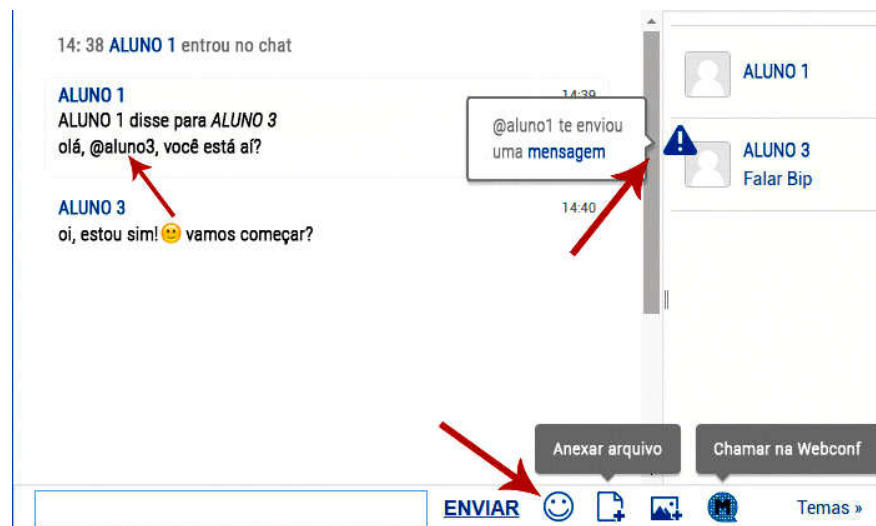 14: 38 ALUNO 1 entrou no chat
ALUNO 1 14:39
ALUNO 1 disse para ALUNO 3
olá, @aluno3, você está aí?
@aluno1 te enviou
uma mensagem
ALUNO 3 14:40
oi, estou sim! 🙂 vamos começar?
ALUNO 1
ALUNO 3
Falar Bip
Anexar arquivo
Chamar na Webconf
ENVIAR
M
Temas »